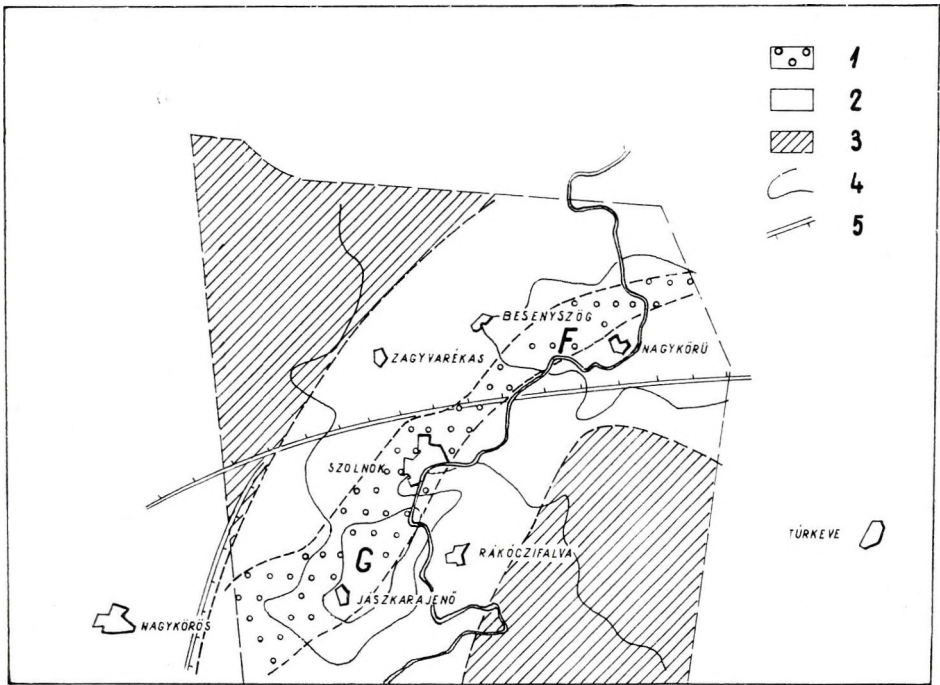 1
2
3
4
5
BESENYSZÖG
F
NAGYKÖRÜ
ZAGYVARÉKAS
SZOLNOK
TÚRKEVE
RÁKÓCZIFALVA
G
JÁSZKARAJENŐ
NAGYKŐRÖS